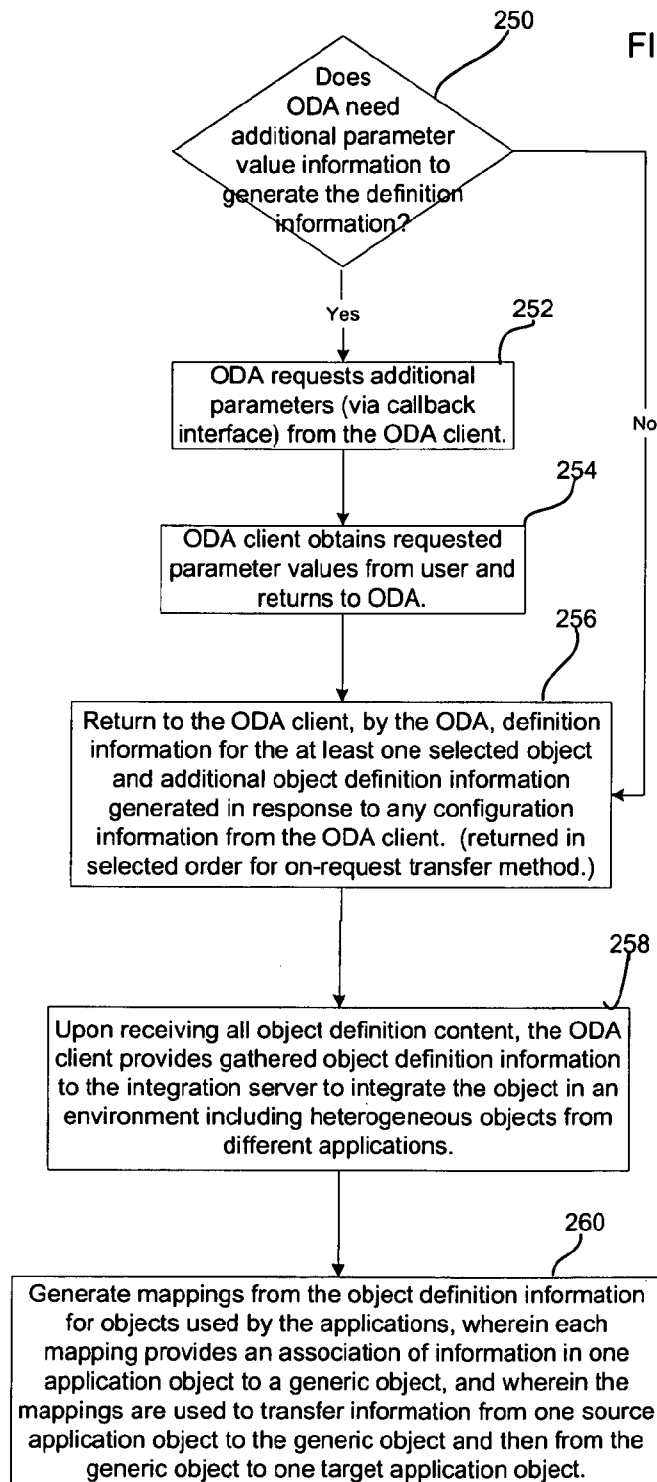 250
FI
Does
ODA need
additional parameter
value information to
generate the definition
information?
Yes
No
252
ODA requests additional
parameters (via callback
interface) from the ODA client.
254
ODA client obtains requested
parameter values from user and
returns to ODA.
256
Return to the ODA client, by the ODA, definition
information for the at least one selected object
and additional object definition information
generated in response to any configuration
information from the ODA client. (returned in
selected order for on-request transfer method.)
258
Upon receiving all object definition content, the ODA
client provides gathered object definition information
to the integration server to integrate the object in an
environment including heterogeneous objects from
different applications.
260
Generate mappings from the object definition information
for objects used by the applications, wherein each
mapping provides an association of information in one
application object to a generic object, and wherein the
mappings are used to transfer information from one source
application object to the generic object and then from the
generic object to one target application object.